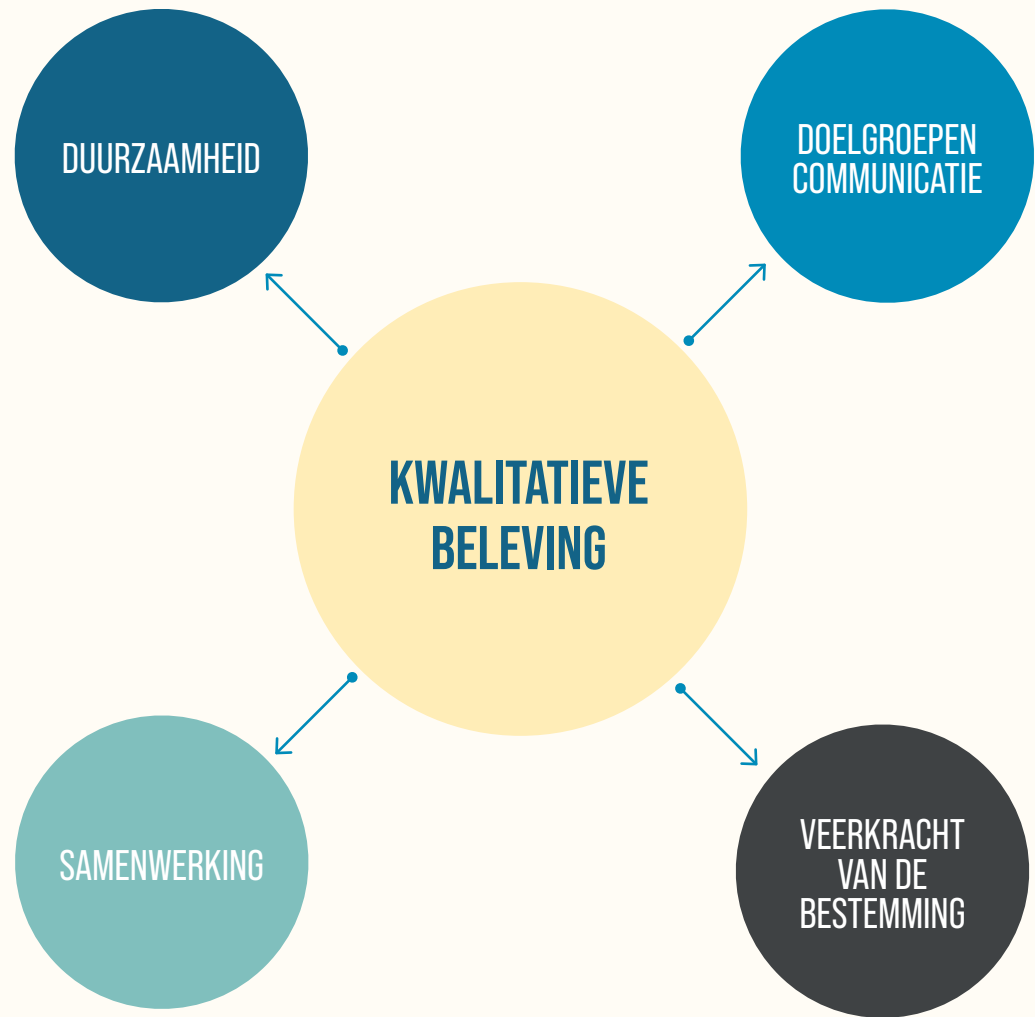 DUURZAAMHEID
DOELGROEPEN
COMMUNICATIE
KWALITATIEVE
BELEVING
SAMENWERKING
VEERKRACHT
VAN DE
BESTEMMING